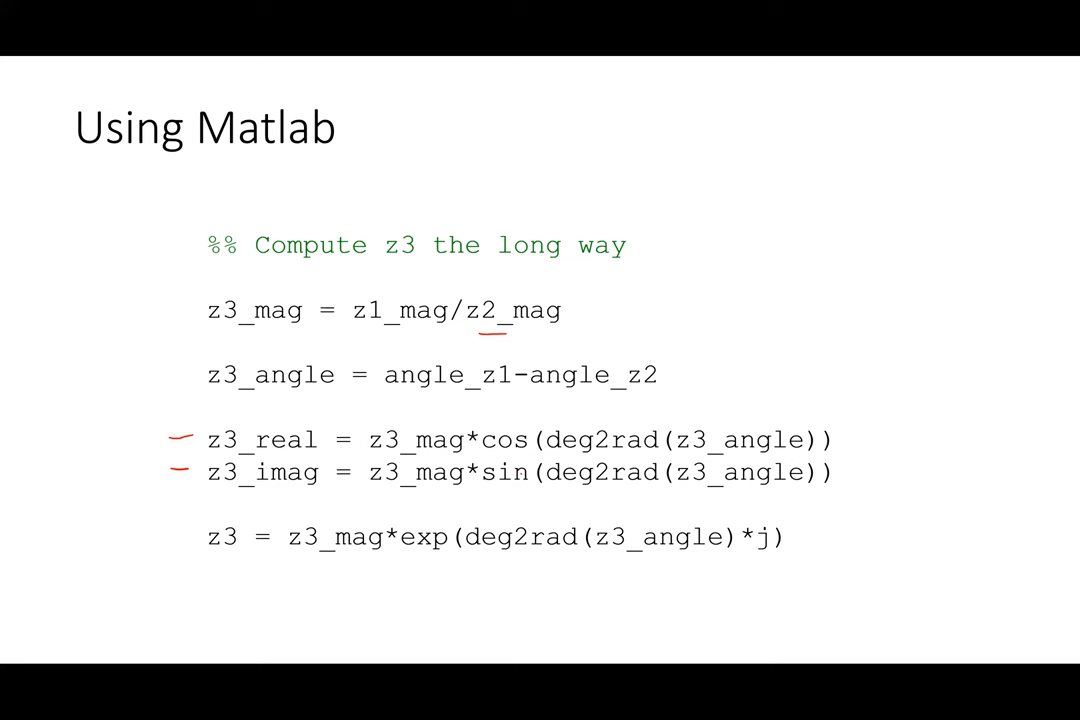 Using Matlab
%% Compute z3 the long way
z3_mag = z1_mag/z2_mag
z3_angle = angle_z1-angle_z2
z3_real = z3_mag*cos(deg2rad(z3_angle))
z3_imag = z3_mag*sin(deg2rad(z3_angle))
z3 = z3_mag*exp(deg2rad(z3_angle)*j)